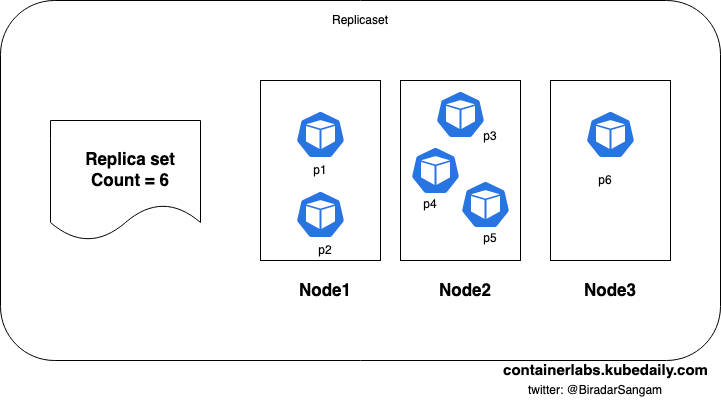 Replicaset
Replica set
Count = 6
p1
p2
p3
p4
p5
p6
Node1
Node2
Node3
containerlabs.kubedaily.com
twitter: @BiradarSangam